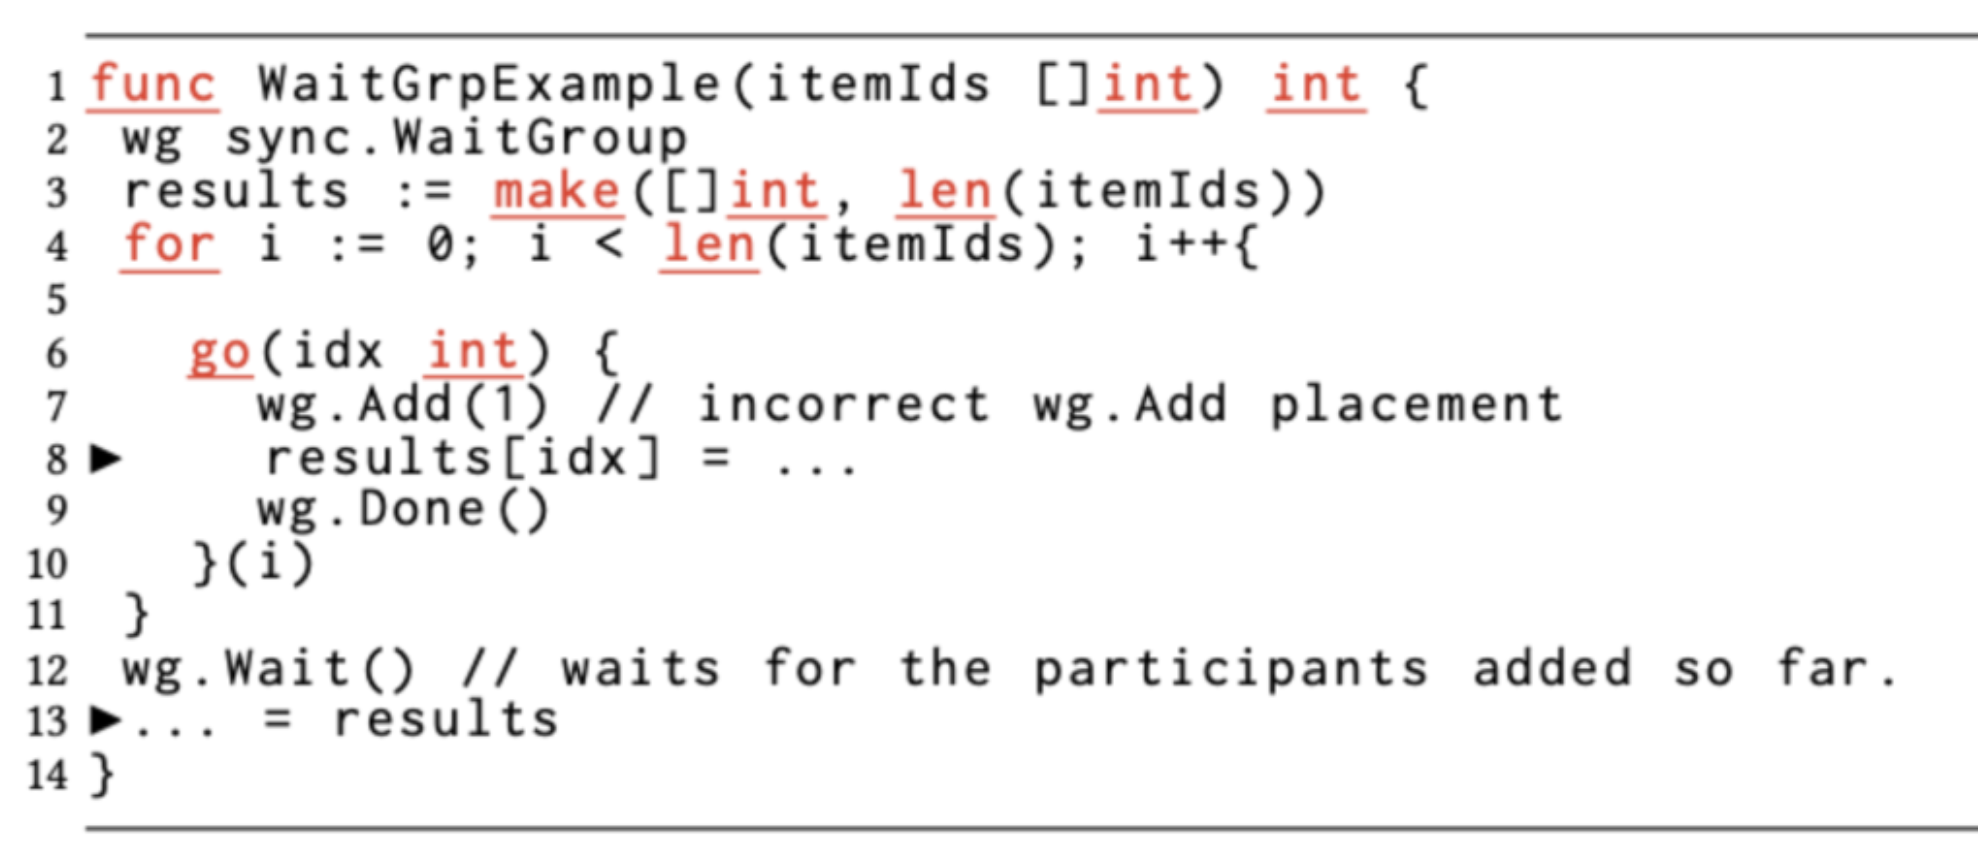 1 func WaitGrpExample(itemIds []int) int {
2 wg sync.WaitGroup
3 results := make([]int, len(itemIds))
4 for i := 0; i < len(itemIds); i++{
5
6 go(idx int) {
7 wg.Add(1) // incorrect wg.Add placement
8 ▶ results[idx] = ...
9 wg.Done()
10 }(i)
11 }
12 wg.Wait() // waits for the participants added so far.
13 ▶... = results
14 }